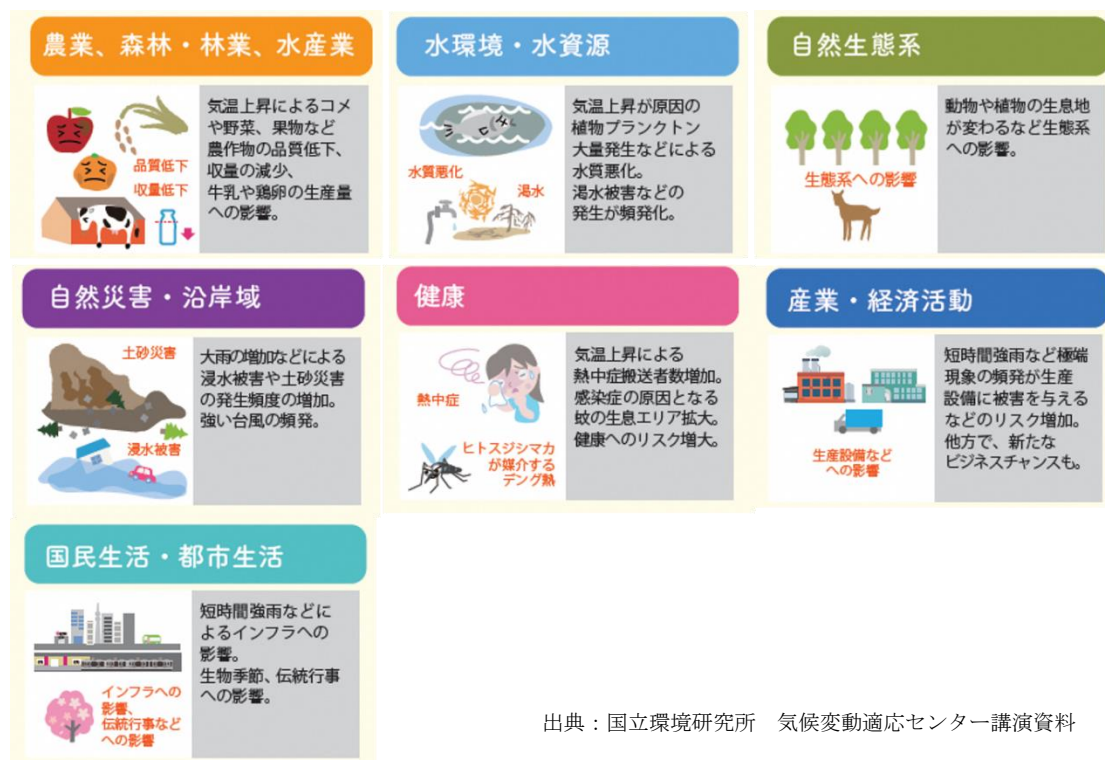 農業、森林・林業、水産業
品質低下
収量低下
気温上昇によるコメ
や野菜、果物など
農作物の品質低下、
収量の減少、
牛乳や鶏卵の生産量
への影響。
水環境・水資源
水質悪化
渇水
気温上昇が原因の
植物プランクトン
大量発生などによる
水質悪化。
渇水被害などの
発生が頻発化。
自然生態系
生態系への影響
動物や植物の生息地
が変わるなど生態系
への影響。
自然災害・沿岸域
土砂災害
浸水被害
大雨の増加などによる
浸水被害や土砂災害
の発生頻度の増加。
強い台風の頻発。
健康
熱中症
ヒトスジシマカ
が媒介する
デング熱
気温上昇による
熱中症搬送者数増加。
感染症の原因となる
蚊の生息エリア拡大。
健康へのリスク増大。
産業・経済活動
生産設備など
への影響
短時間強雨など極端
現象の頻発が生産
設備に被害を与える
などのリスク増加。
他方で、新たな
ビジネスチャンスも。
国民生活・都市生活
インフラへの
影響、
伝統行事など
への影響
短時間強雨などに
よるインフラへの
影響。
生物季節、伝統行事
への影響。
出典：国立環境研究所　気候変動適応センター講演資料